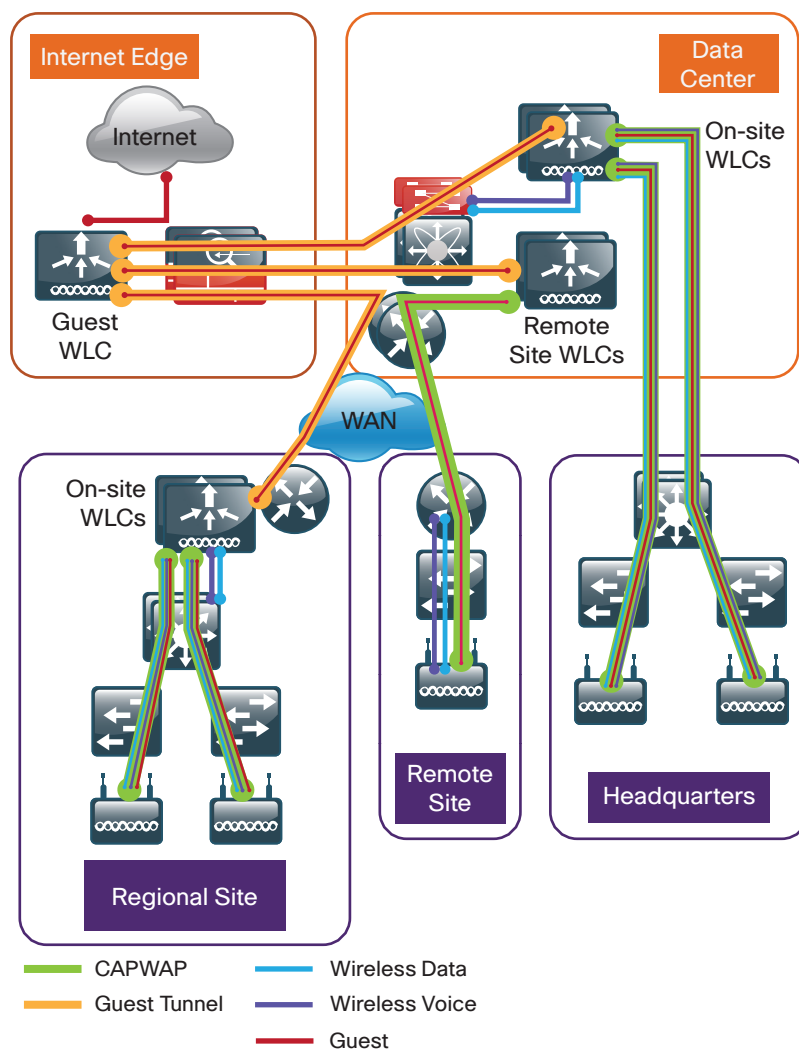 Internet Edge
Data
Center
Internet
On-site
WLCs
Guest
WLC
Remote
Site WLCs
WAN
On-site
WLCs
Remote
Site
Headquarters
Regional Site
CAPWAP
Wireless Data
Guest Tunnel
Wireless Voice
Guest